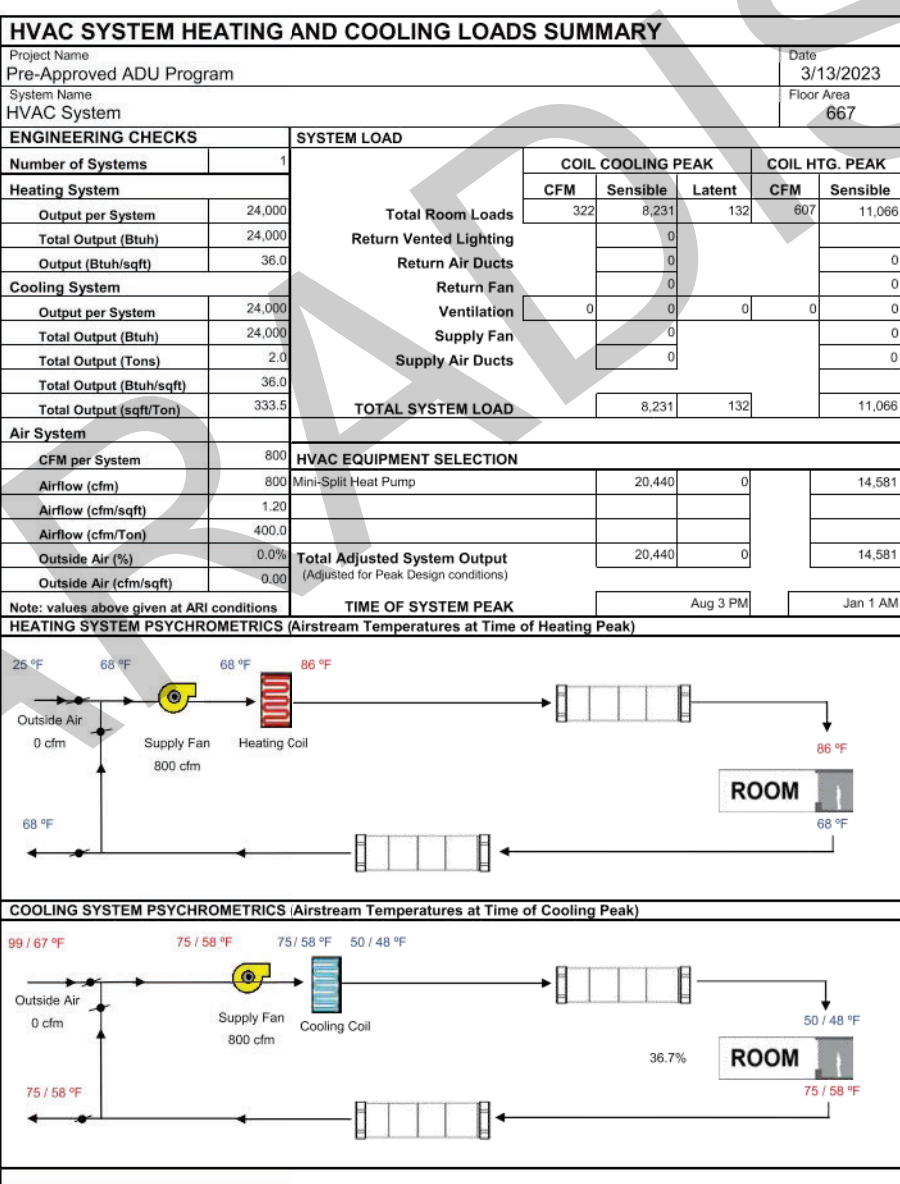 HVAC SYSTEM HEATING AND COOLING LOADS SUMMARY
Project Name
Pre-Approved ADU Program
Date
3/13/2023
System Name
HVAC System
Floor Area
667
ENGINEERING CHECKS
SYSTEM LOAD
Number of Systems 1
COIL COOLING PEAK COIL HTG. PEAK
Heating System
CFM Sensible Latent CFM Sensible
Output per System 24,000
Total Room Loads 322 8,231 132 607 11,066
Total Output (Btuh) 24,000
Return Vented Lighting 0
Output (Btuh/sqft) 36.0
Return Air Ducts 0 0
Cooling System
Return Fan 0 0
Output per System 24,000
Ventilation 0 0 0 0 0
Total Output (Btuh) 24,000
Supply Fan 0 0
Total Output (Tons) 2.0
Supply Air Ducts 0 0
Total Output (Btuh/sqft) 36.0
Total Output (sqft/Ton) 333.5
TOTAL SYSTEM LOAD 8,231 132 11,066
Air System
CFM per System 800
HVAC EQUIPMENT SELECTION
Airflow (cfm) 800
Mini-Split Heat Pump 20,440 0 14,581
Airflow (cfm/sqft) 1.20
Airflow (cfm/Ton) 400.0
Outside Air (%) 0.0%
Total Adjusted System Output 20,440 0 14,581
(Adjusted for Peak Design conditions)
Outside Air (cfm/sqft) 0.00
Note: values above given at ARI conditions
TIME OF SYSTEM PEAK Aug 3 PM Jan 1 AM
HEATING SYSTEM PSYCHROMETRICS (Airstream Temperatures at Time of Heating Peak)
25 ºF 68 ºF 68 ºF 86 ºF
Outside Air
0 cfm
Supply Fan
800 cfm
Heating Coil
86 ºF
ROOM
68 ºF 68 ºF
COOLING SYSTEM PSYCHROMETRICS (Airstream Temperatures at Time of Cooling Peak)
99 / 67 ºF 75 / 58 ºF 75 / 58 ºF 50 / 48 ºF
Outside Air
0 cfm
Supply Fan
800 cfm
Cooling Coil
50 / 48 ºF
36.7% ROOM
75 / 58 ºF 75 / 58 ºF